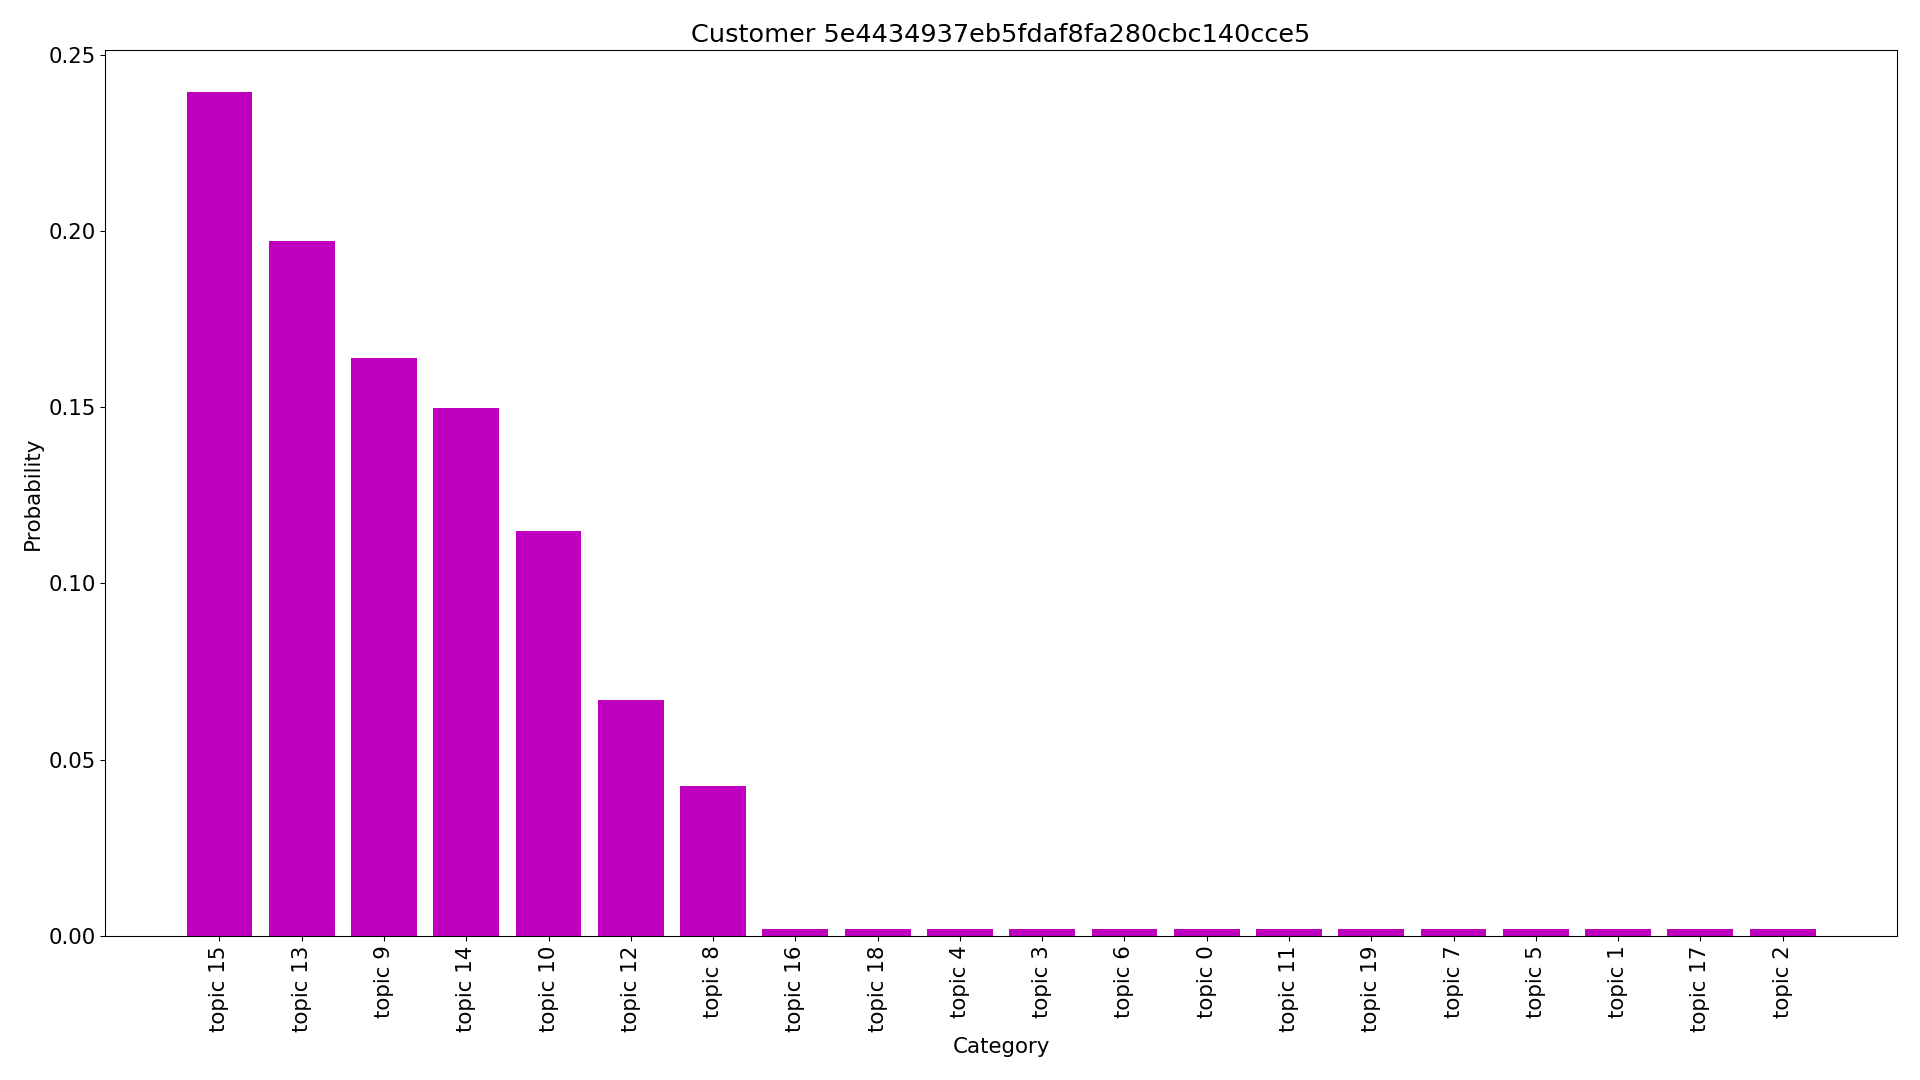 Customer 5e4434937eb5fdaf8fa280cbc140cce5
Probability
0.25
0.20
0.15
0.10
0.05
0.00
topic 15
topic 13
topic 9
topic 14
topic 10
topic 12
topic 8
topic 16
topic 18
topic 4
topic 3
topic 6
topic 0
topic 11
topic 19
topic 7
topic 5
topic 1
topic 17
topic 2
Category